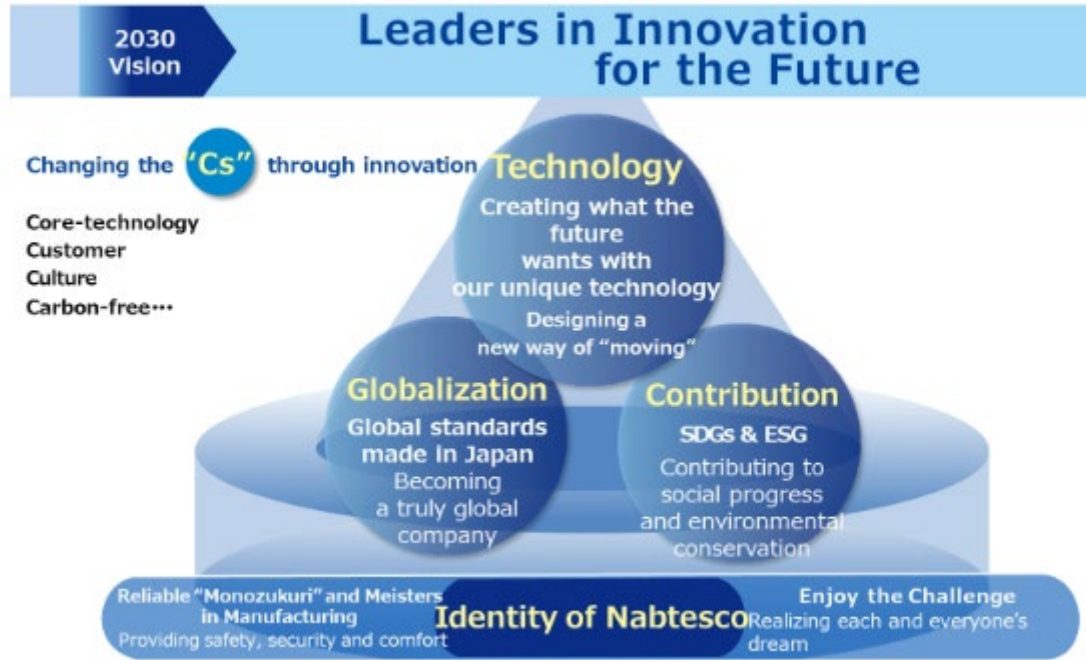 2030
Vision
Leaders in Innovation
for the Future
Changing the
‘Cs”
through innovation
Core-technology
Customer
Culture
Carbon-free···
Technology
Creating what the
future
wants with
our unique technology
Designing a
new way of “moving”
Globalization
Global standards
made in Japan
Becoming
a truly global
company
Contribution
SDGs & ESG
Contributing to
social progress
and environmental
conservation
Reliable “Monozukuri” and Meisters
in Manufacturing
Providing safety, security and comfort
Identity of Nabtesco
Enjoy the Challenge
Realizing each and everyone’s
dream